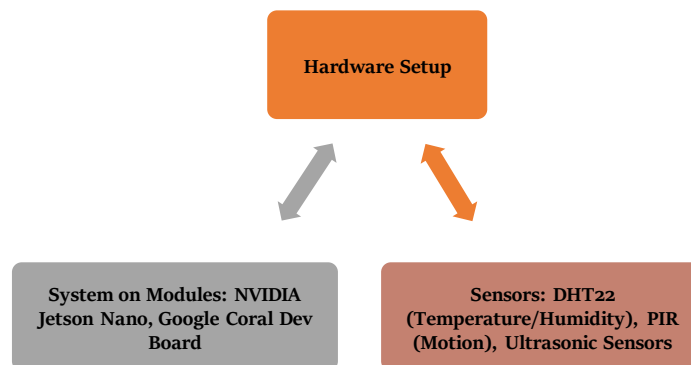 Hardware Setup
System on Modules: NVIDIA
Jetson Nano, Google Coral Dev
Board
Sensors: DHT22
(Temperature/Humidity), PIR
(Motion), Ultrasonic Sensors